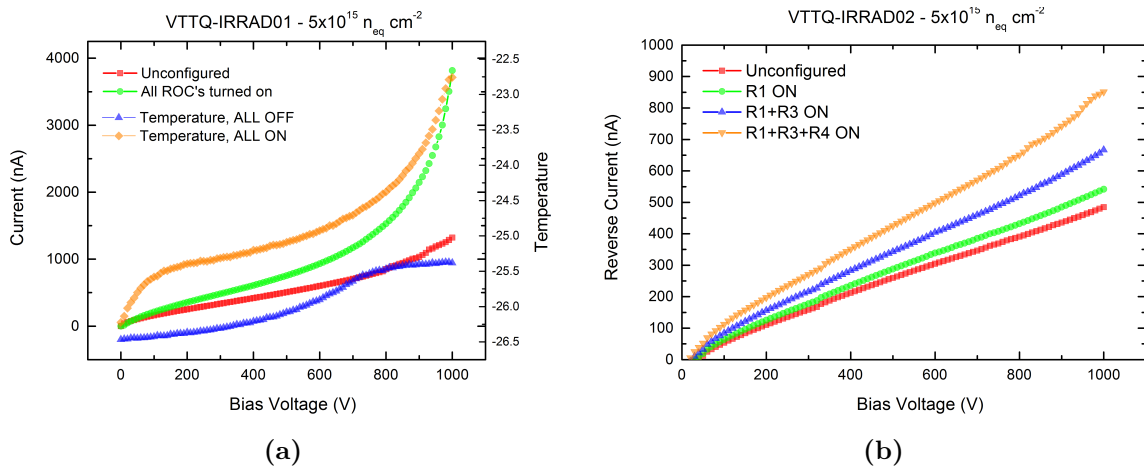 VTTQ-IRRAD01 - 5x10¹⁵ n_eq cm⁻²
Unconfigured
All ROC's turned on
Temperature, ALL OFF
Temperature, ALL ON
Current (nA)
4000
3000
2000
1000
0
Temperature
-22.5
-23.0
-23.5
-24.0
-24.5
-25.0
-25.5
-26.0
-26.5
0 200 400 600 800 1000
Bias Voltage (V)
(a)
VTTQ-IRRAD02 - 5x10¹⁵ n_eq cm⁻²
Unconfigured
R1 ON
R1+R3 ON
R1+R3+R4 ON
Reverse Current (nA)
1000
900
800
700
600
500
400
300
200
100
0
0 200 400 600 800 1000
Bias Voltage (V)
(b)